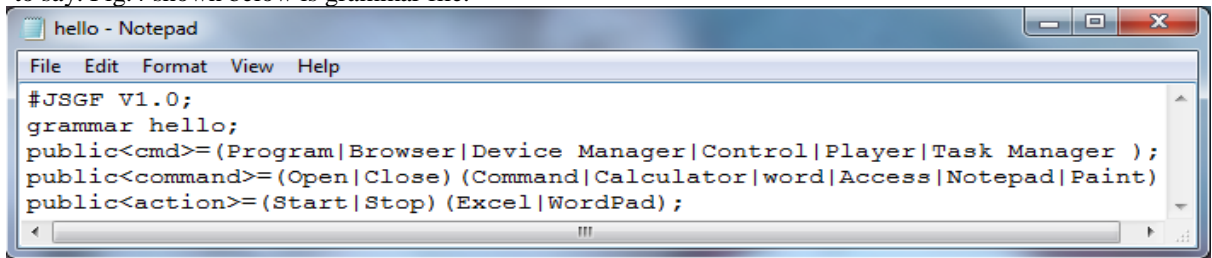 hello - Notepad
File Edit Format View Help
#JSGF V1.0;
grammar hello;
public<cmd>=(Program|Browser|Device Manager|Control|Player|Task Manager );
public<command>=(Open|Close)(Command|Calculator|word|Access|Notepad|Paint)
public<action>=(Start|Stop)(Excel|WordPad);